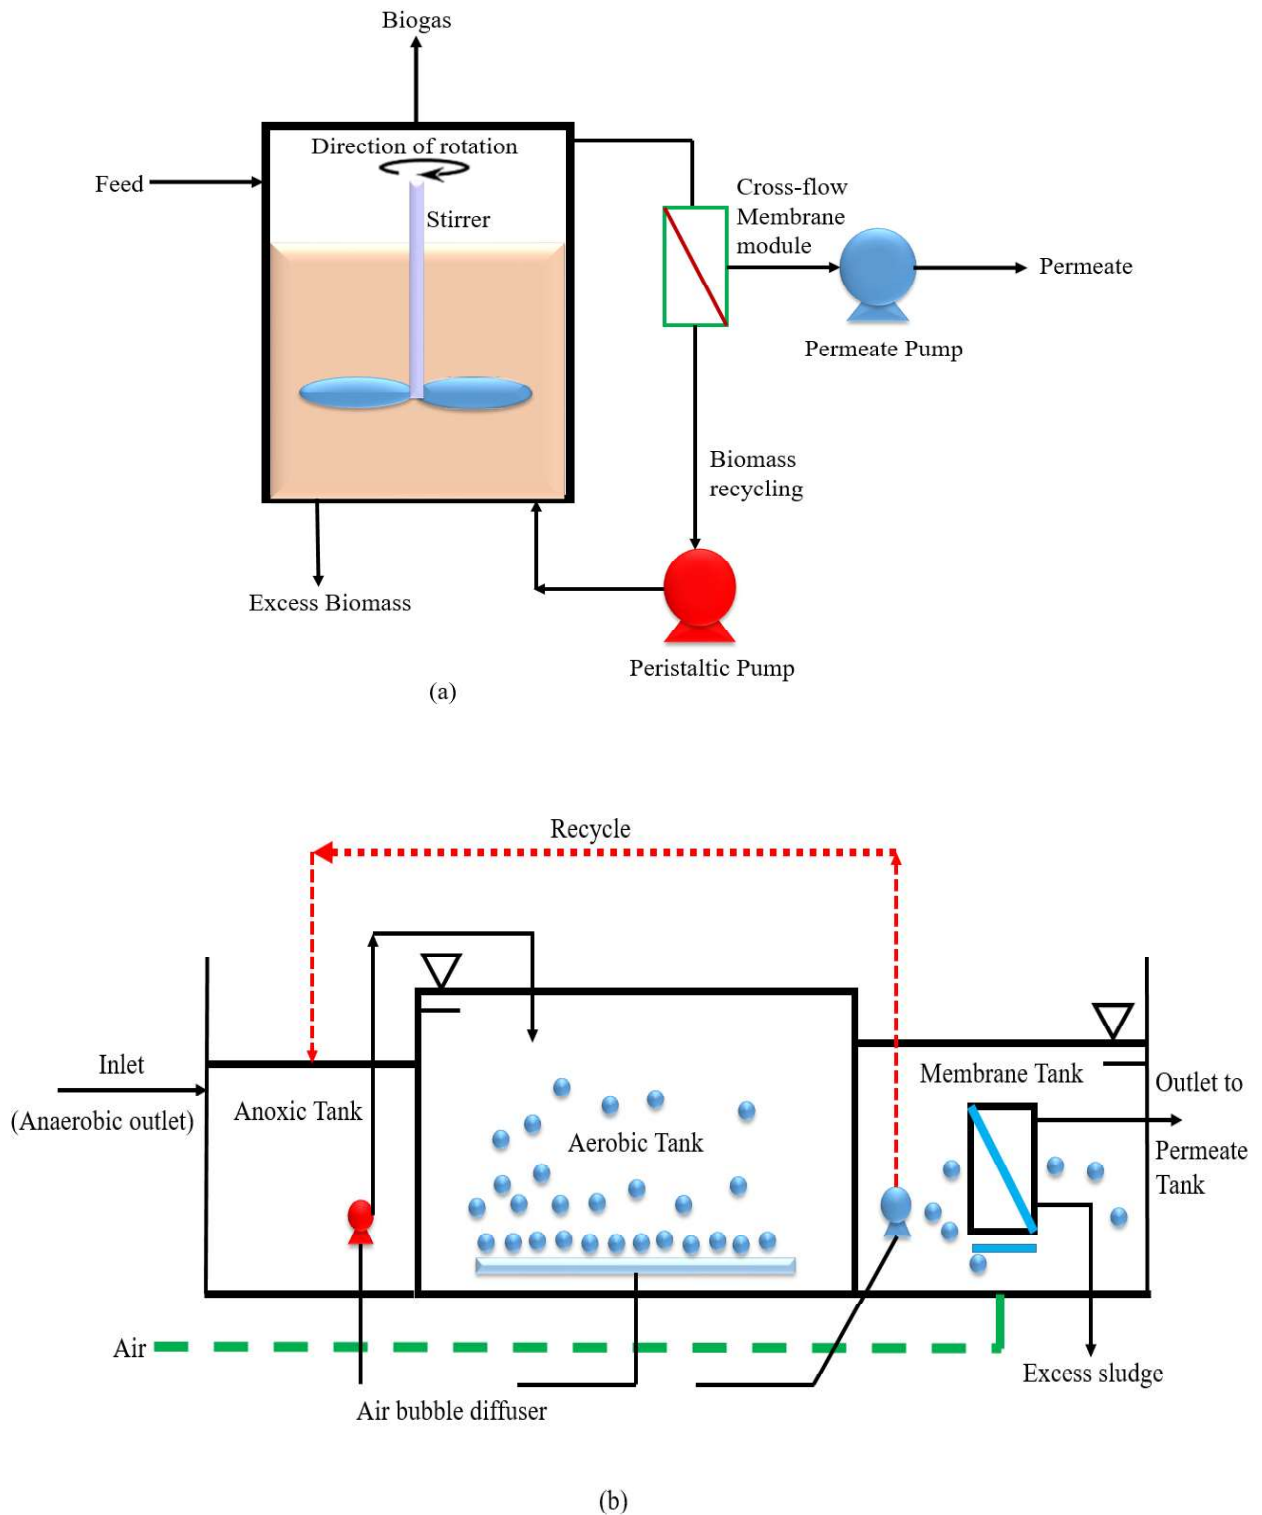 Biogas
Direction of rotation
Feed
Stirrer
Cross-flow
Membrane
module
Permeate
Permeate Pump
Biomass
recycling
Excess Biomass
Peristaltic Pump
(a)
Recycle
Inlet
(Anaerobic outlet)
Anoxic Tank
Aerobic Tank
Membrane Tank
Outlet to
Permeate
Tank
Air
Excess sludge
Air bubble diffuser
(b)